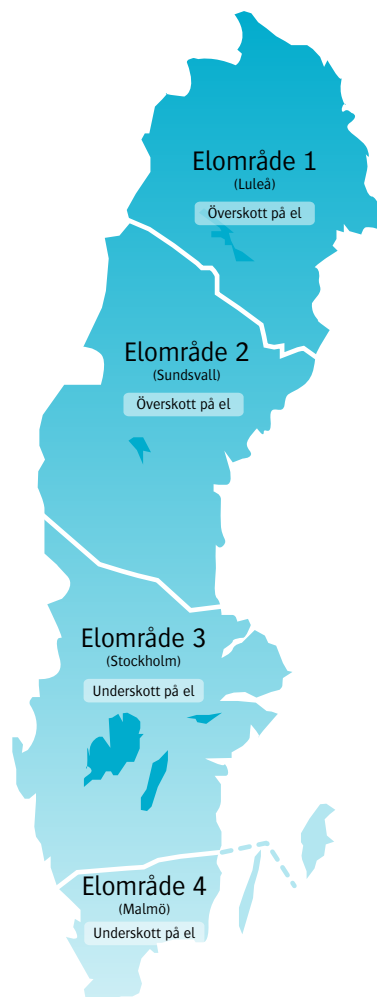 Elområde 1
(Luleå)
Överskott på el
Elområde 2
(Sundsvall)
Överskott på el
Elområde 3
(Stockholm)
Underskott på el
Elområde 4
(Malmö)
Underskott på el